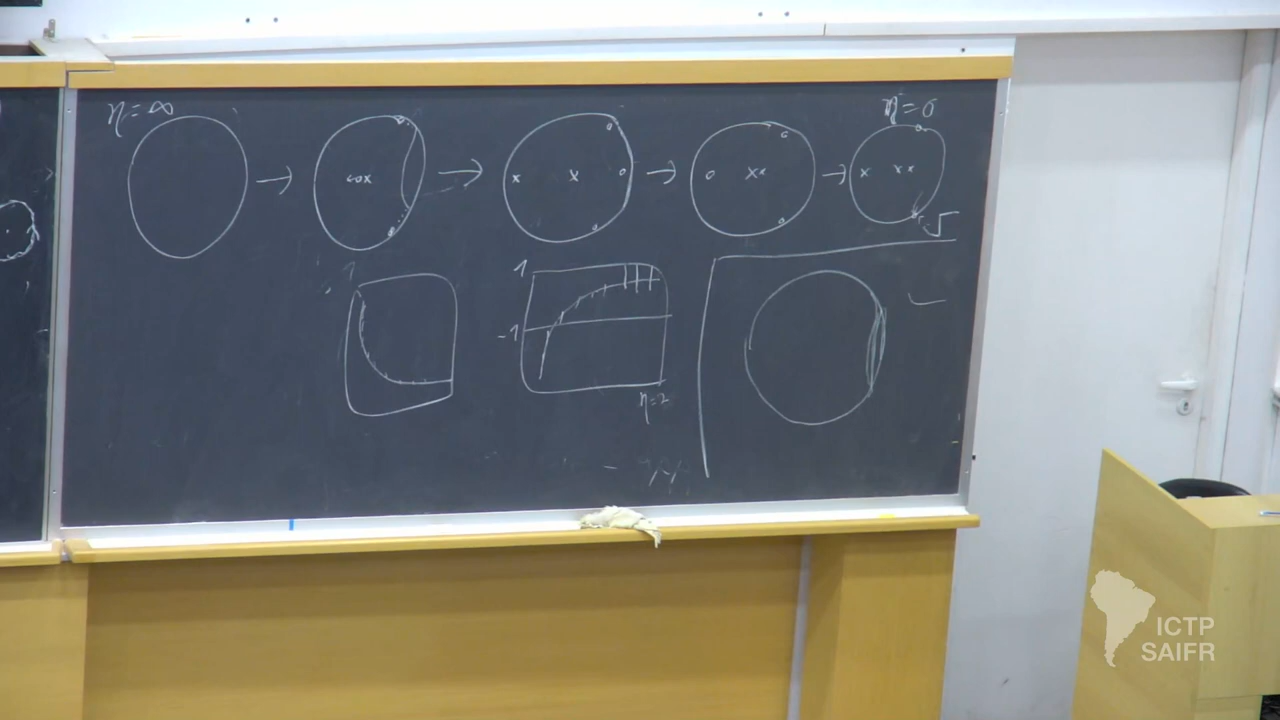 η=∞ → → → → η=0
x x x x x x x x x
1 -1
η=2
ICTP
SAIFR